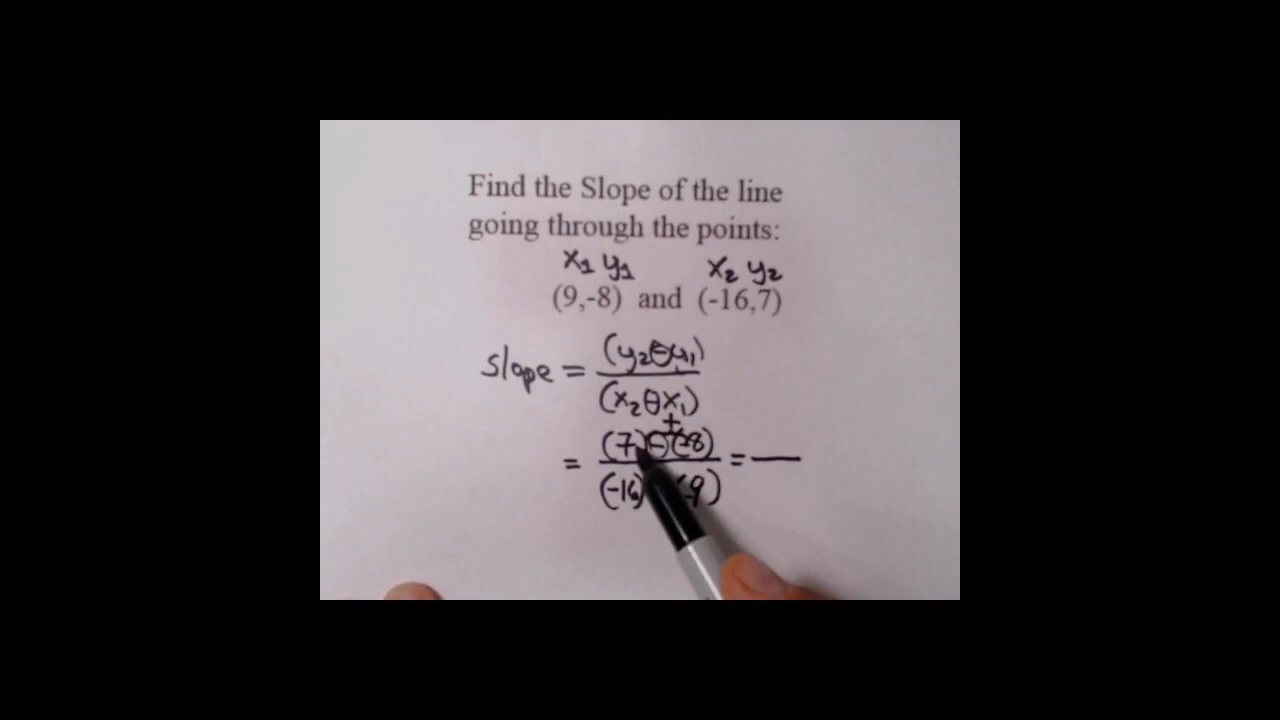 Find the Slope of the line
going through the points:
x₁ y₁ x₂ y₂
(9,-8) and (-16,7)
slope = (y₂⊖y₁)
(x₂⊖x₁)
+
= (7)⊖(-8) = —
(-16) (9)